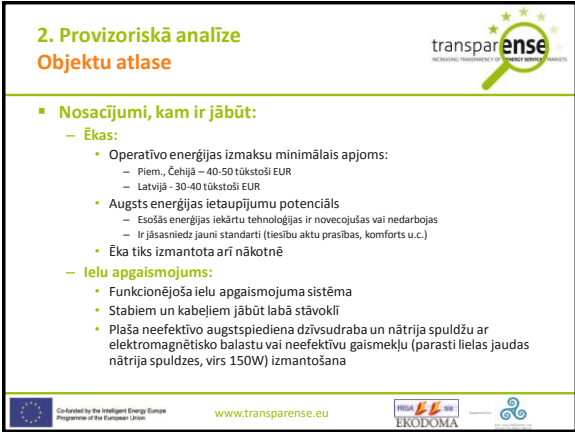 2. Provizoriskā analīze
Objektu atlase
transparense
INCREASING TRANSPARENCY OF ENERGY SERVICE MARKETS
▪ Nosacījumi, kam ir jābūt:
– Ēkas:
• Operatīvo enerģijas izmaksu minimālais apjoms:
– Piem., Čehijā – 40-50 tūkstoši EUR
– Latvijā - 30-40 tūkstoši EUR
• Augsts enerģijas ietaupījumu potenciāls
– Esošās enerģijas iekārtu tehnoloģijas ir novecojušas vai nedarbojas
– Ir jāsasniedz jauni standarti (tiesību aktu prasības, komforts u.c.)
• Ēka tiks izmantota arī nākotnē
– Ielu apgaismojums:
• Funkcionējoša ielu apgaismojuma sistēma
• Stabiem un kabeļiem jābūt labā stāvoklī
• Plaša neefektīvo augstspiediena dzīvsudraba un nātrija spuldžu ar
elektromagnētisko balastu vai neefektīvu gaismekļu (parasti lielas jaudas
nātrija spuldzes, virs 150W) izmantošana
Co-funded by the Intelligent Energy Europe
Programme of the European Union
www.transparense.eu
EKODOMA